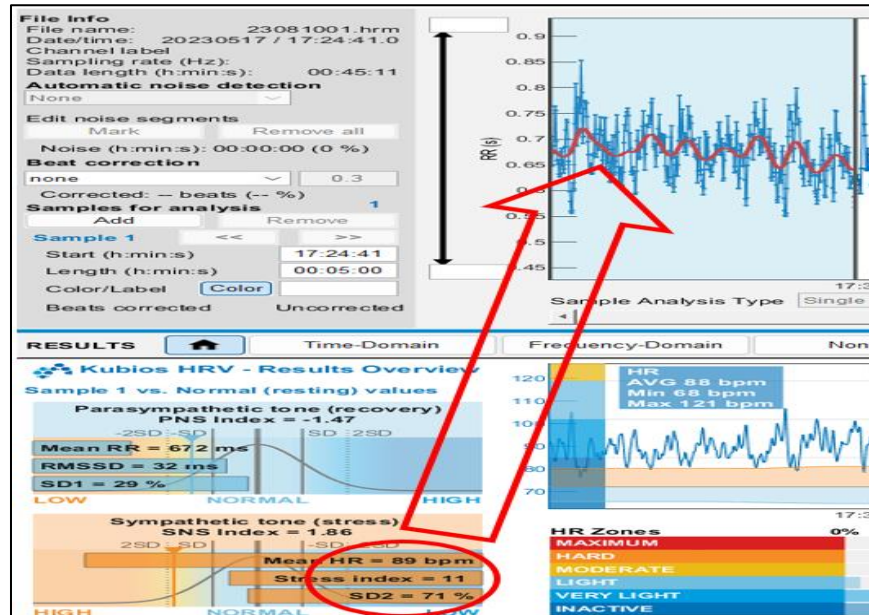 File Info
File name: 23081001.hrm
Date/time: 20230517 / 17:24:41.0
Channel label
Sampling rate (Hz):
Data length (h:min:s): 00:45:11
Automatic noise detection
None
Edit noise segments
Mark Remove all
Noise (h:min:s): 00:00:00 (0 %)
Beat correction
none 0.3
Corrected: -- beats (-- %)
Samples for analysis 1
Add Remove
Sample 1 << >>
Start (h:min:s) 17:24:41
Length (h:min:s) 00:05:00
Color/Label Color
Beats corrected Uncorrected
RR (s)
0.9
0.85
0.8
0.75
0.7
0.65
0.6
0.55
0.5
0.45
17:3
Sample Analysis Type Single
RESULTS Time-Domain Frequency-Domain Non
Kubios HRV - Results Overview
Sample 1 vs. Normal (resting) values
Parasympathetic tone (recovery)
PNS Index = -1.47
-2SD -SD SD 2SD
Mean RR = 672 ms
RMSSD = 32 ms
SD1 = 29 %
LOW NORMAL HIGH
Sympathetic tone (stress)
SNS Index = 1.86
2SD SD -SD -2SD
Mean HR = 89 bpm
Stress index = 11
SD2 = 71 %
HIGH NORMAL LOW
120
110
100
90
80
70
HR
AVG 88 bpm
Min 68 bpm
Max 121 bpm
17:3
HR Zones 0%
MAXIMUM
HARD
MODERATE
LIGHT
VERY LIGHT
INACTIVE